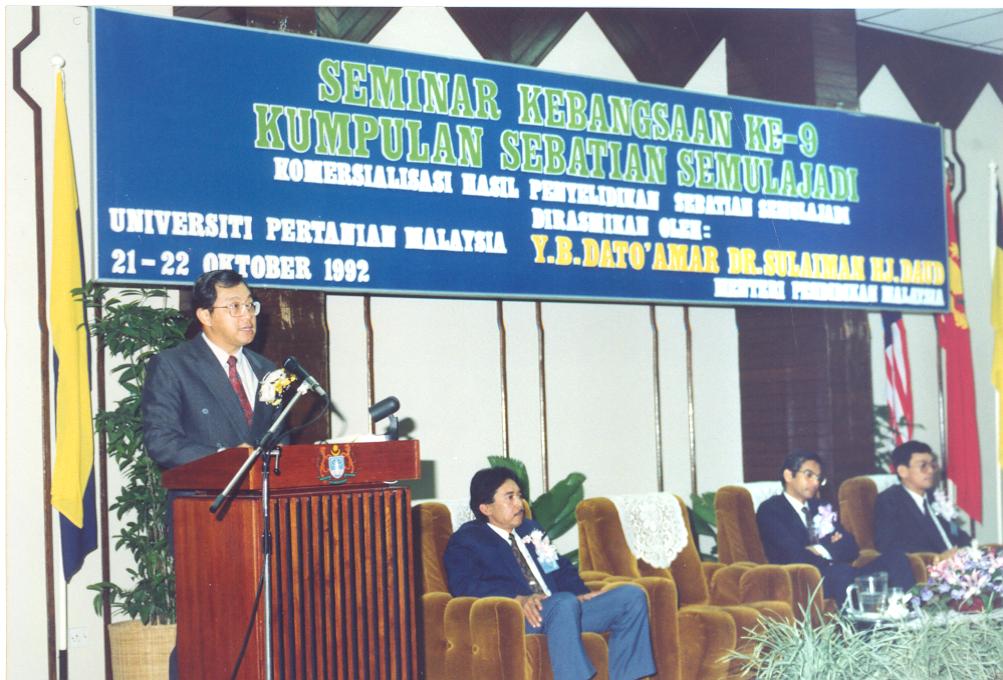 SEMINAR KEBANGSAAN KE-9
KUMPULAN SEBATIAN SEMULAJADI
KOMERSIALISASI HASIL PENYELIDIKAN SEBATIAN SEMULAJADI
UNIVERSITI PERTANIAN MALAYSIA
21-22 OKTOBER 1992
DIRASMIKAN OLEH:
Y.B. DATO' AMAR DR. SULAIMAN HJ. DAUD
MENTERI PENDIDIKAN MALAYSIA